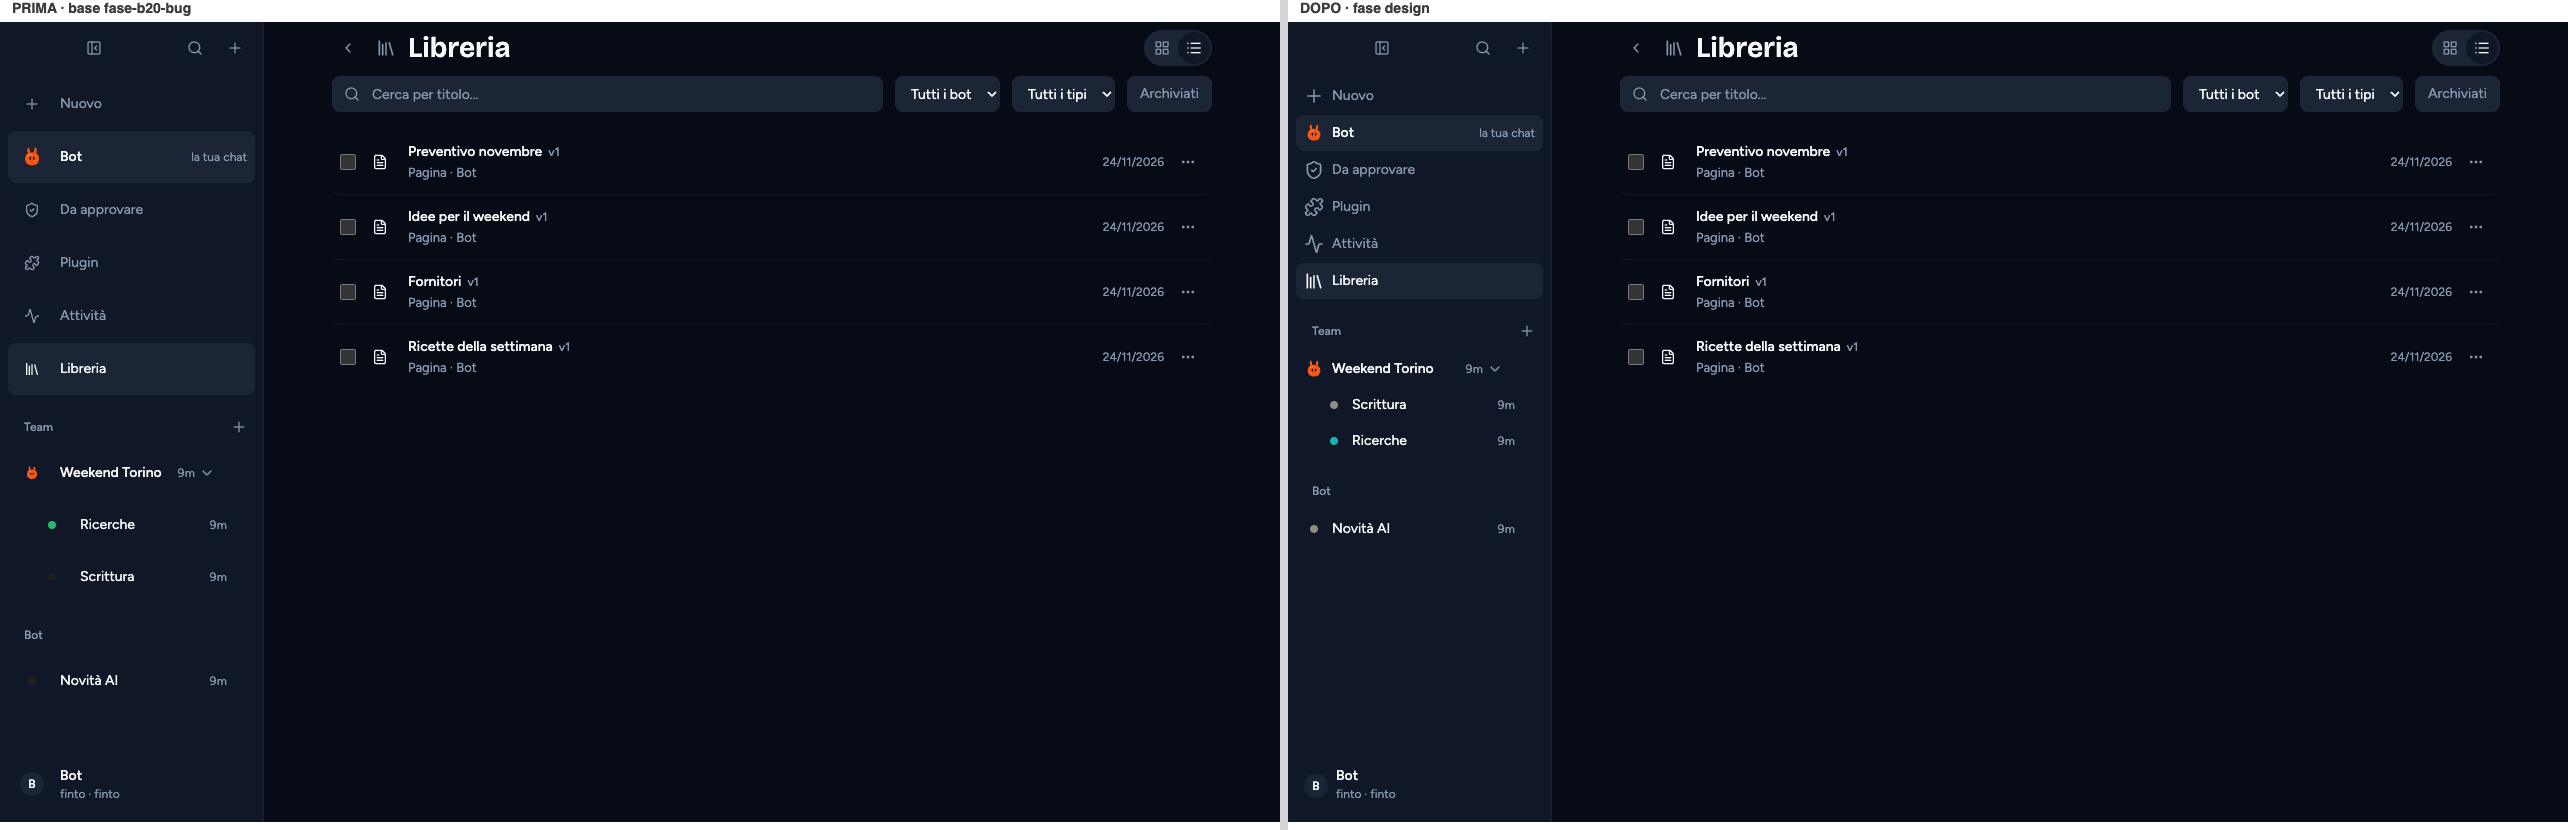 PRIMA · base fase-b20-bug
Libreria
Nuovo
Cerca per titolo...
Tutti i bot
Tutti i tipi
Archiviati
Bot
la tua chat
Da approvare
Plugin
Attività
Libreria
Team
Weekend Torino 9m
Ricerche 9m
Scrittura 9m
Bot
Novità AI 9m
B
Bot
finto · finto
Preventivo novembre v1
Pagina · Bot
24/11/2026
Idee per il weekend v1
Pagina · Bot
24/11/2026
Fornitori v1
Pagina · Bot
24/11/2026
Ricette della settimana v1
Pagina · Bot
24/11/2026
DOPO · fase design
Libreria
Nuovo
Cerca per titolo...
Tutti i bot
Tutti i tipi
Archiviati
Bot
la tua chat
Da approvare
Plugin
Attività
Libreria
Team
Weekend Torino 9m
Scrittura 9m
Ricerche 9m
Bot
Novità AI 9m
B
Bot
finto · finto
Preventivo novembre v1
Pagina · Bot
24/11/2026
Idee per il weekend v1
Pagina · Bot
24/11/2026
Fornitori v1
Pagina · Bot
24/11/2026
Ricette della settimana v1
Pagina · Bot
24/11/2026